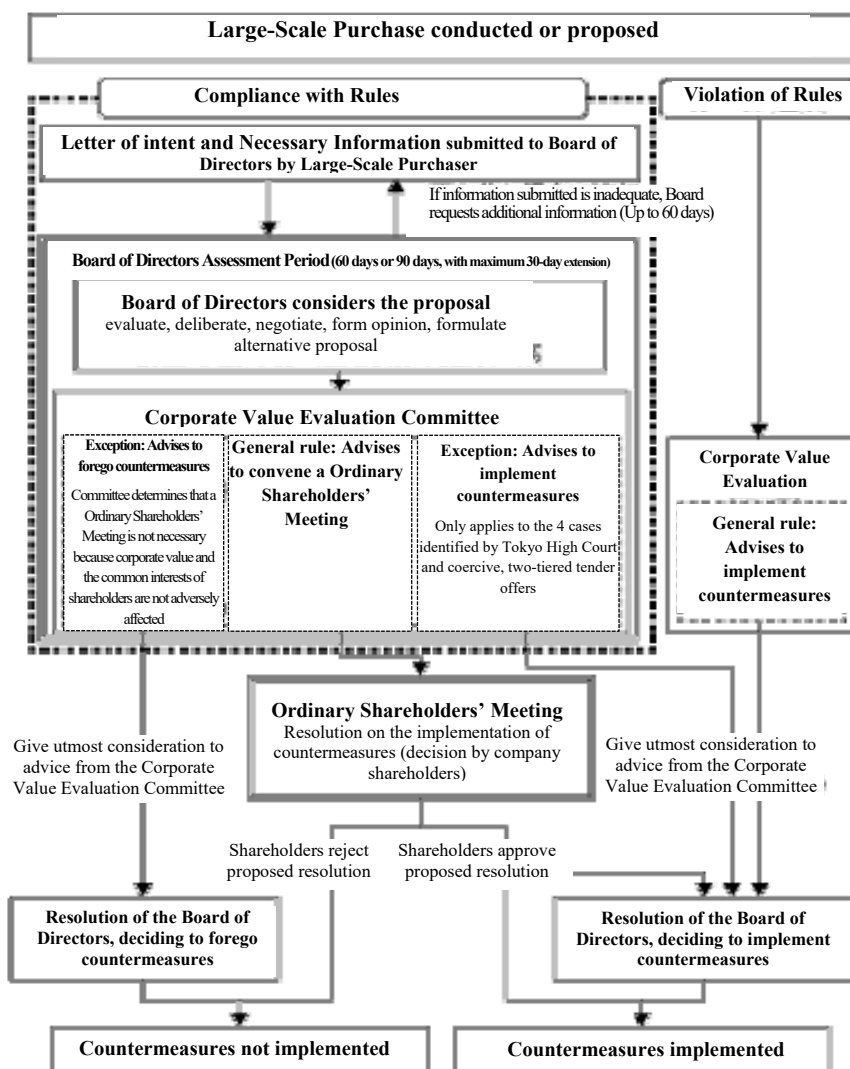 Large-Scale Purchase conducted or proposed
Compliance with Rules
Violation of Rules
Letter of intent and Necessary Information submitted to Board of
Directors by Large-Scale Purchaser
If information submitted is inadequate, Board
requests additional information (Up to 60 days)
Board of Directors Assessment Period (60 days or 90 days, with maximum 30-day extension)
Board of Directors considers the proposal
evaluate, deliberate, negotiate, form opinion, formulate
alternative proposal
Corporate Value Evaluation Committee
Exception: Advises to
forego countermeasures
Committee determines that a
Ordinary Shareholders’
Meeting is not necessary
because corporate value and
the common interests of
shareholders are not adversely
affected
General rule: Advises
to convene a Ordinary
Shareholders’
Meeting
Exception: Advises to
implement
countermeasures
Only applies to the 4 cases
identified by Tokyo High Court
and coercive, two-tiered tender
offers
Corporate Value
Evaluation
General rule:
Advises to
implement
countermeasures
Ordinary Shareholders’ Meeting
Resolution on the implementation of
countermeasures (decision by company
shareholders)
Give utmost consideration to
advice from the Corporate
Value Evaluation Committee
Give utmost consideration to
advice from the Corporate
Value Evaluation Committee
Shareholders reject
proposed resolution
Shareholders approve
proposed resolution
Resolution of the Board of
Directors, deciding to forego
countermeasures
Resolution of the Board of
Directors, deciding to implement
countermeasures
Countermeasures not implemented
Countermeasures implemented